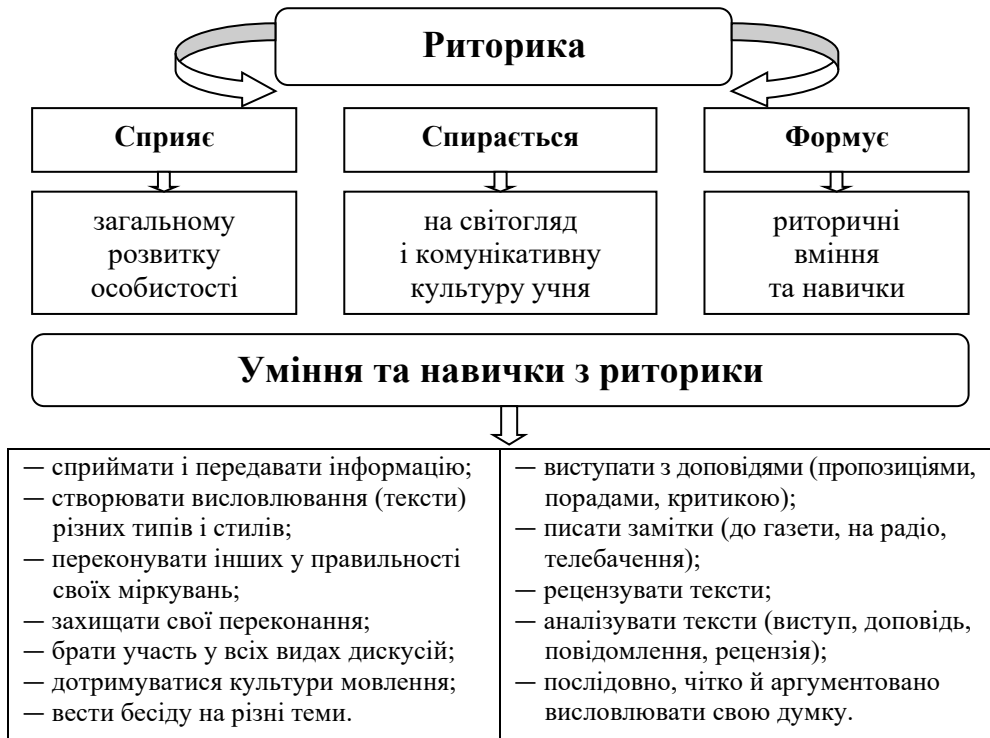 Риторика
Сприяє
Спирається
Формує
загальному
розвитку
особистості
на світогляд
і комунікативну
культуру учня
риторичні
вміння
та навички
Уміння та навички з риторики
— сприймати і передавати інформацію;
— створювати висловлювання (тексти)
різних типів і стилів;
— переконувати інших у правильності
своїх міркувань;
— захищати свої переконання;
— брати участь у всіх видах дискусій;
— дотримуватися культури мовлення;
— вести бесіду на різні теми.
— виступати з доповідями (пропозиціями,
порадами, критикою);
— писати замітки (до газети, на радіо,
телебачення);
— рецензувати тексти;
— аналізувати тексти (виступ, доповідь,
повідомлення, рецензія);
— послідовно, чітко й аргументовано
висловлювати свою думку.